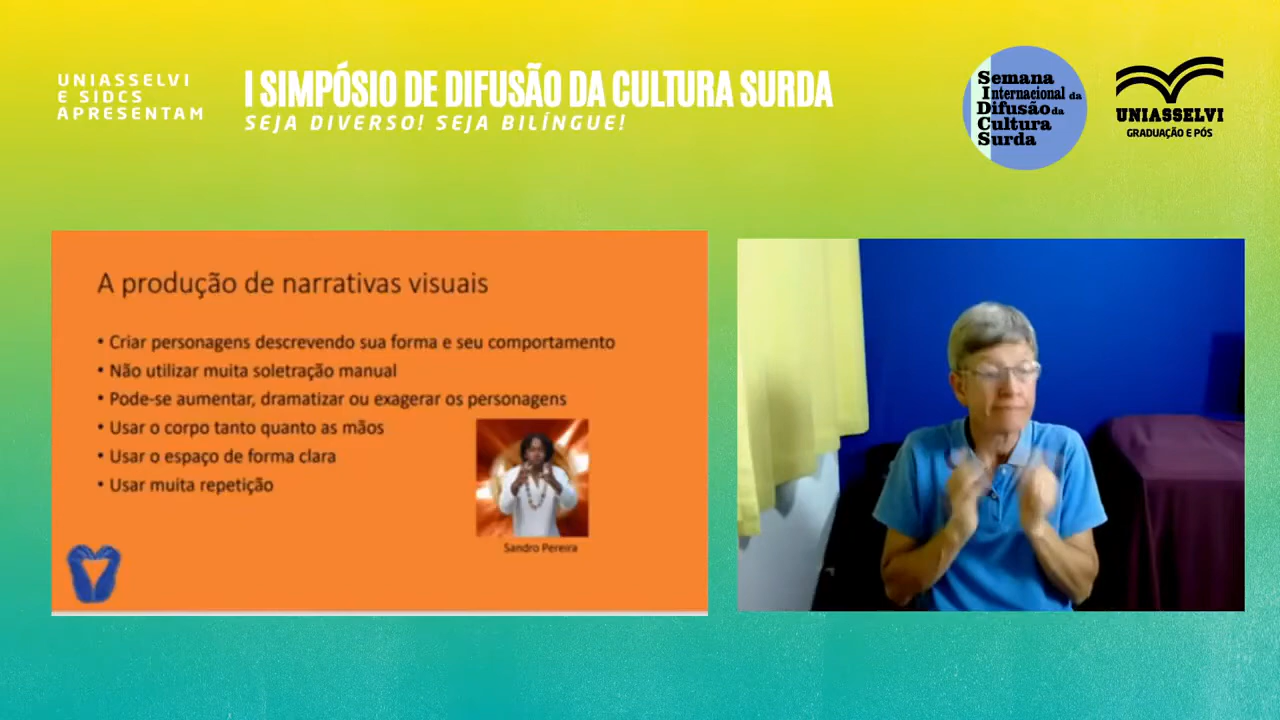 UNIASSELVI
E SIDCS
APRESENTAM
I SIMPÓSIO DE DIFUSÃO DA CULTURA SURDA
SEJA DIVERSO! SEJA BILÍNGUE!
Semana
Internacional da
Difusão da
Cultura
Surda
UNIASSELVI
GRADUAÇÃO E PÓS
A produção de narrativas visuais
• Criar personagens descrevendo sua forma e seu comportamento
• Não utilizar muita soletração manual
• Pode-se aumentar, dramatizar ou exagerar os personagens
• Usar o corpo tanto quanto as mãos
• Usar o espaço de forma clara
• Usar muita repetição
Sandro Pereira